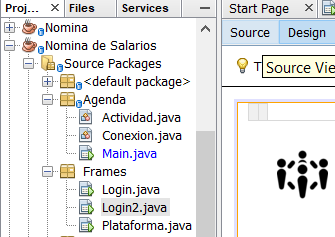 Proj...
Files
Services
Nomina
Nomina de Salarios
Source Packages
<default package>
Agenda
Actividad.java
Conexion.java
Main.java
Frames
Login.java
Login2.java
Plataforma.java
Start Page
Source Design
T
Source Vie